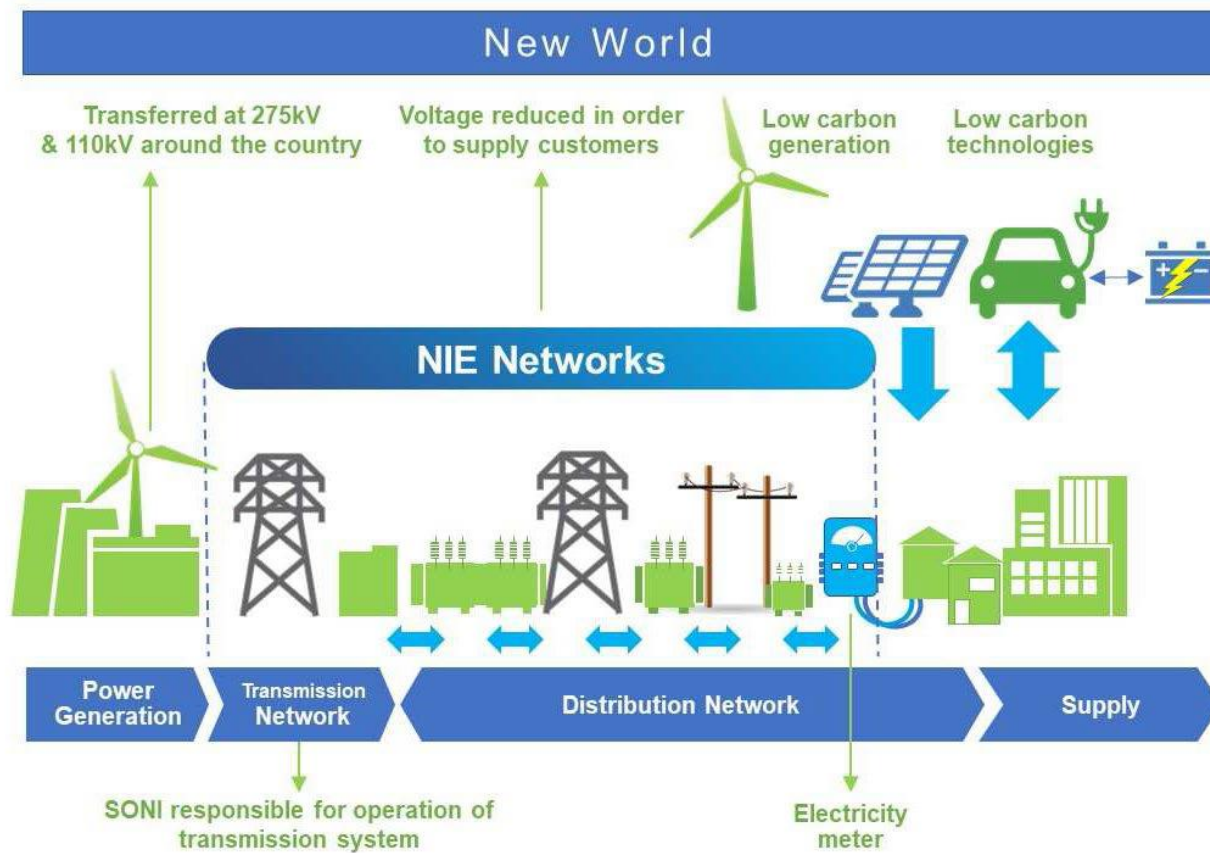 New World
Transferred at 275kV
& 110kV around the country
Voltage reduced in order
to supply customers
Low carbon
generation
Low carbon
technologies
NIE Networks
Power
Generation
Transmission
Network
Distribution Network
Supply
SONI responsible for operation of
transmission system
Electricity
meter